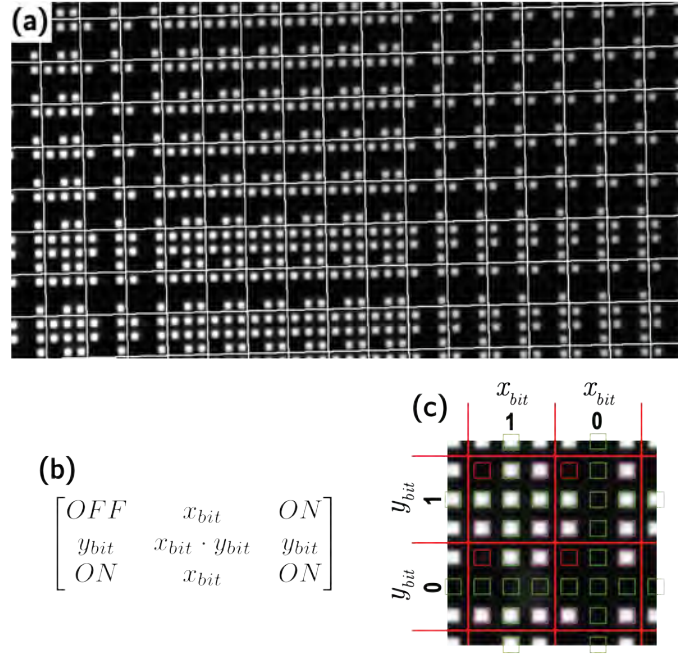 (a)
(b)
OFF x_bit ON
y_bit x_bit · y_bit y_bit
ON x_bit ON
(c)
x_bit x_bit
1 0
y_bit 1
y_bit 0